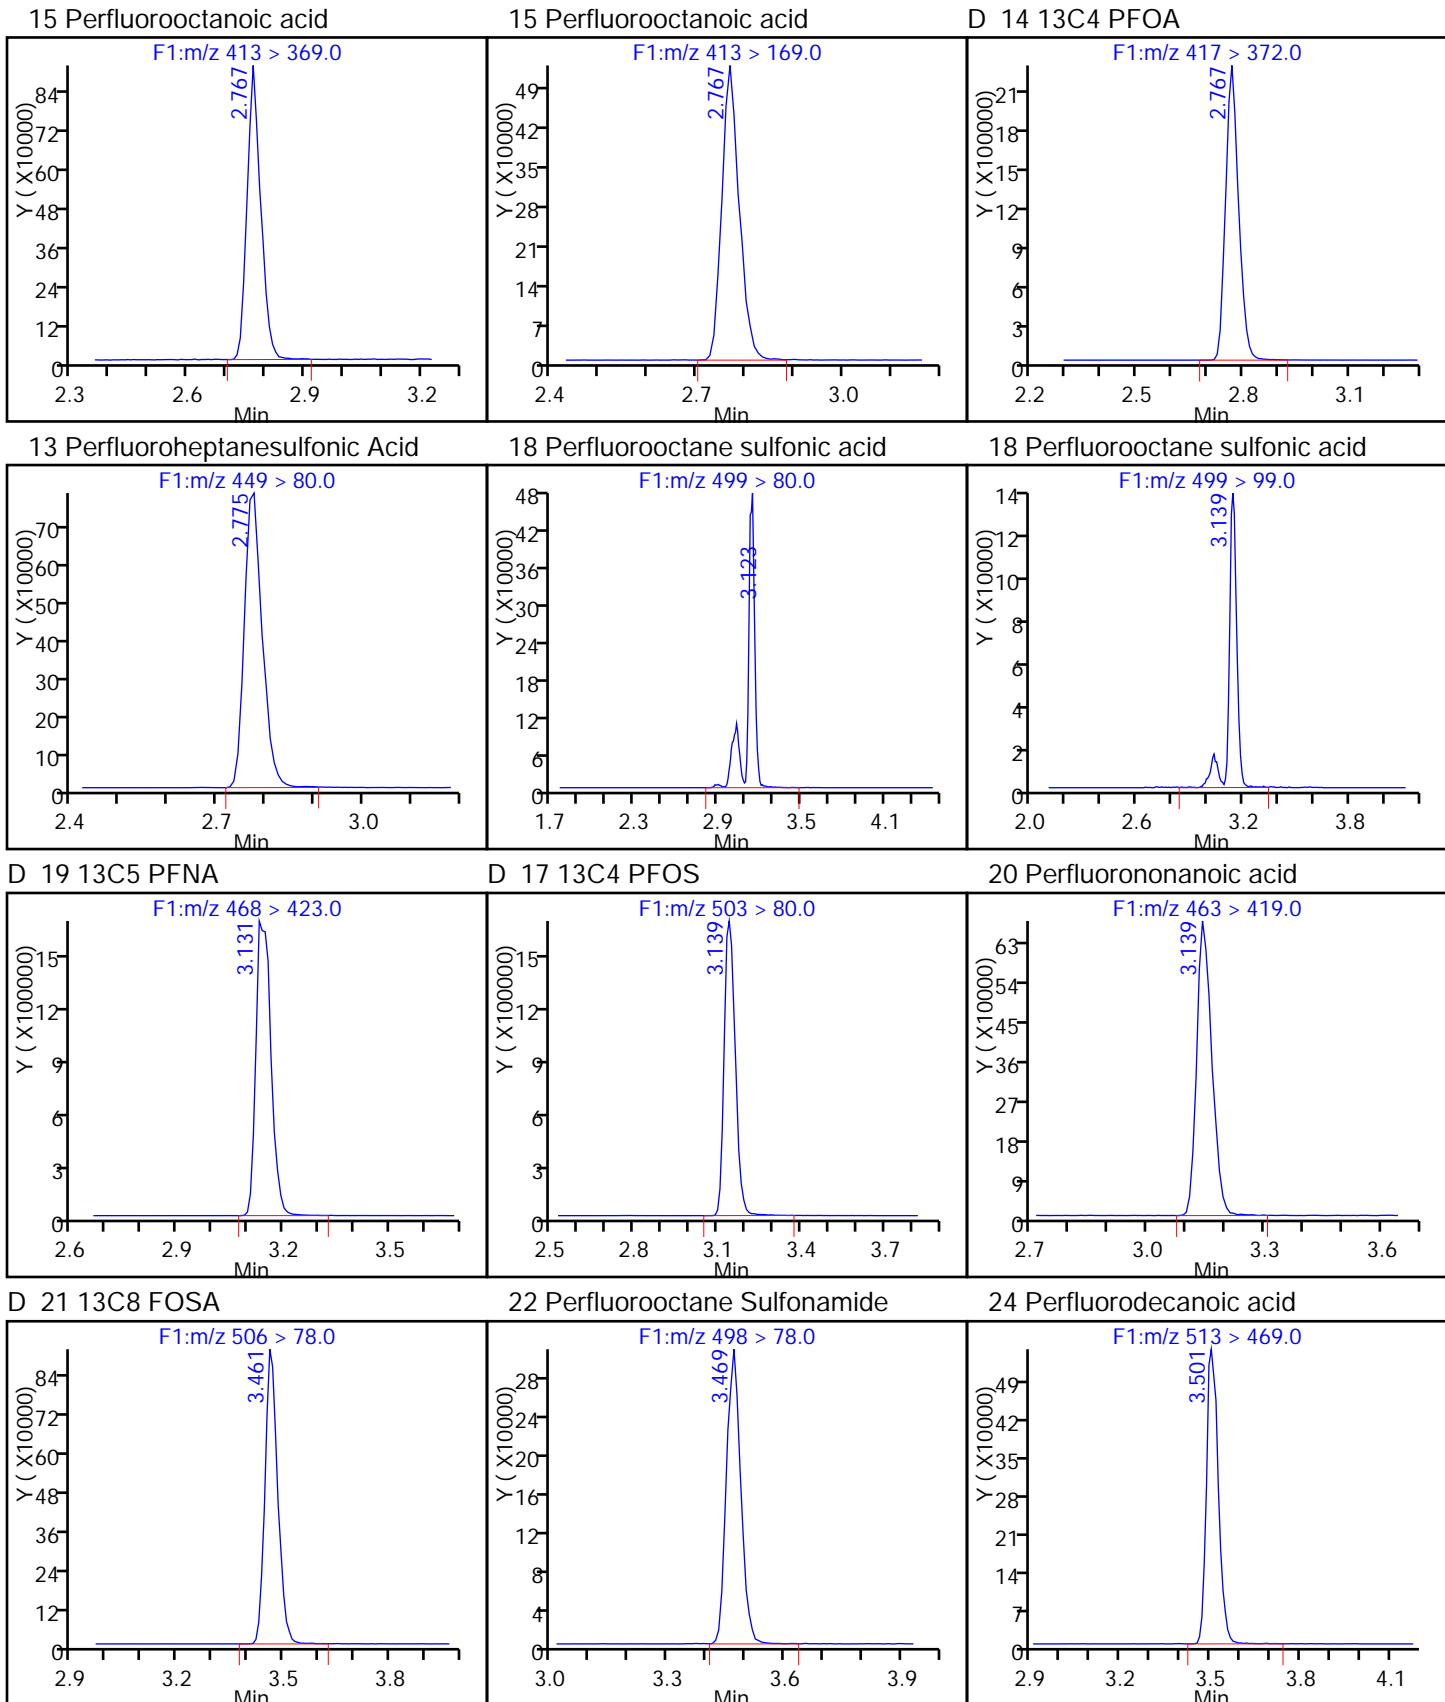 15 Perfluorooctanoic acid
F1:m/z 413 > 369.0
2.767
Y ( X10000)
84
72
60
48
36
24
12
0
2.3 2.6 2.9 3.2
Min
15 Perfluorooctanoic acid
F1:m/z 413 > 169.0
2.767
Y ( X10000)
49
42
35
28
21
14
7
0
2.4 2.7 3.0
Min
D 14 13C4 PFOA
F1:m/z 417 > 372.0
2.767
Y ( X100000)
21
18
15
12
9
6
3
0
2.2 2.5 2.8 3.1
Min
13 Perfluoroheptanesulfonic Acid
F1:m/z 449 > 80.0
2.775
Y ( X10000)
70
60
50
40
30
20
10
0
2.4 2.7 3.0
Min
18 Perfluorooctane sulfonic acid
F1:m/z 499 > 80.0
3.123
Y ( X10000)
48
42
36
30
24
18
12
6
0
1.7 2.3 2.9 3.5 4.1
Min
18 Perfluorooctane sulfonic acid
F1:m/z 499 > 99.0
3.139
Y ( X10000)
14
12
10
8
6
4
2
0
2.0 2.6 3.2 3.8
Min
D 19 13C5 PFNA
F1:m/z 468 > 423.0
3.131
Y ( X100000)
15
12
9
6
3
0
2.6 2.9 3.2 3.5
Min
D 17 13C4 PFOS
F1:m/z 503 > 80.0
3.139
Y ( X100000)
15
12
9
6
3
0
2.5 2.8 3.1 3.4 3.7
Min
20 Perfluorononanoic acid
F1:m/z 463 > 419.0
3.139
Y ( X10000)
63
54
45
36
27
18
9
0
2.7 3.0 3.3 3.6
Min
D 21 13C8 FOSA
F1:m/z 506 > 78.0
3.461
Y ( X10000)
84
72
60
48
36
24
12
0
2.9 3.2 3.5 3.8
Min
22 Perfluorooctane Sulfonamide
F1:m/z 498 > 78.0
3.469
Y ( X10000)
28
24
20
16
12
8
4
0
3.0 3.3 3.6 3.9
Min
24 Perfluorodecanoic acid
F1:m/z 513 > 469.0
3.501
Y ( X10000)
49
42
35
28
21
14
7
0
2.9 3.2 3.5 3.8 4.1
Min